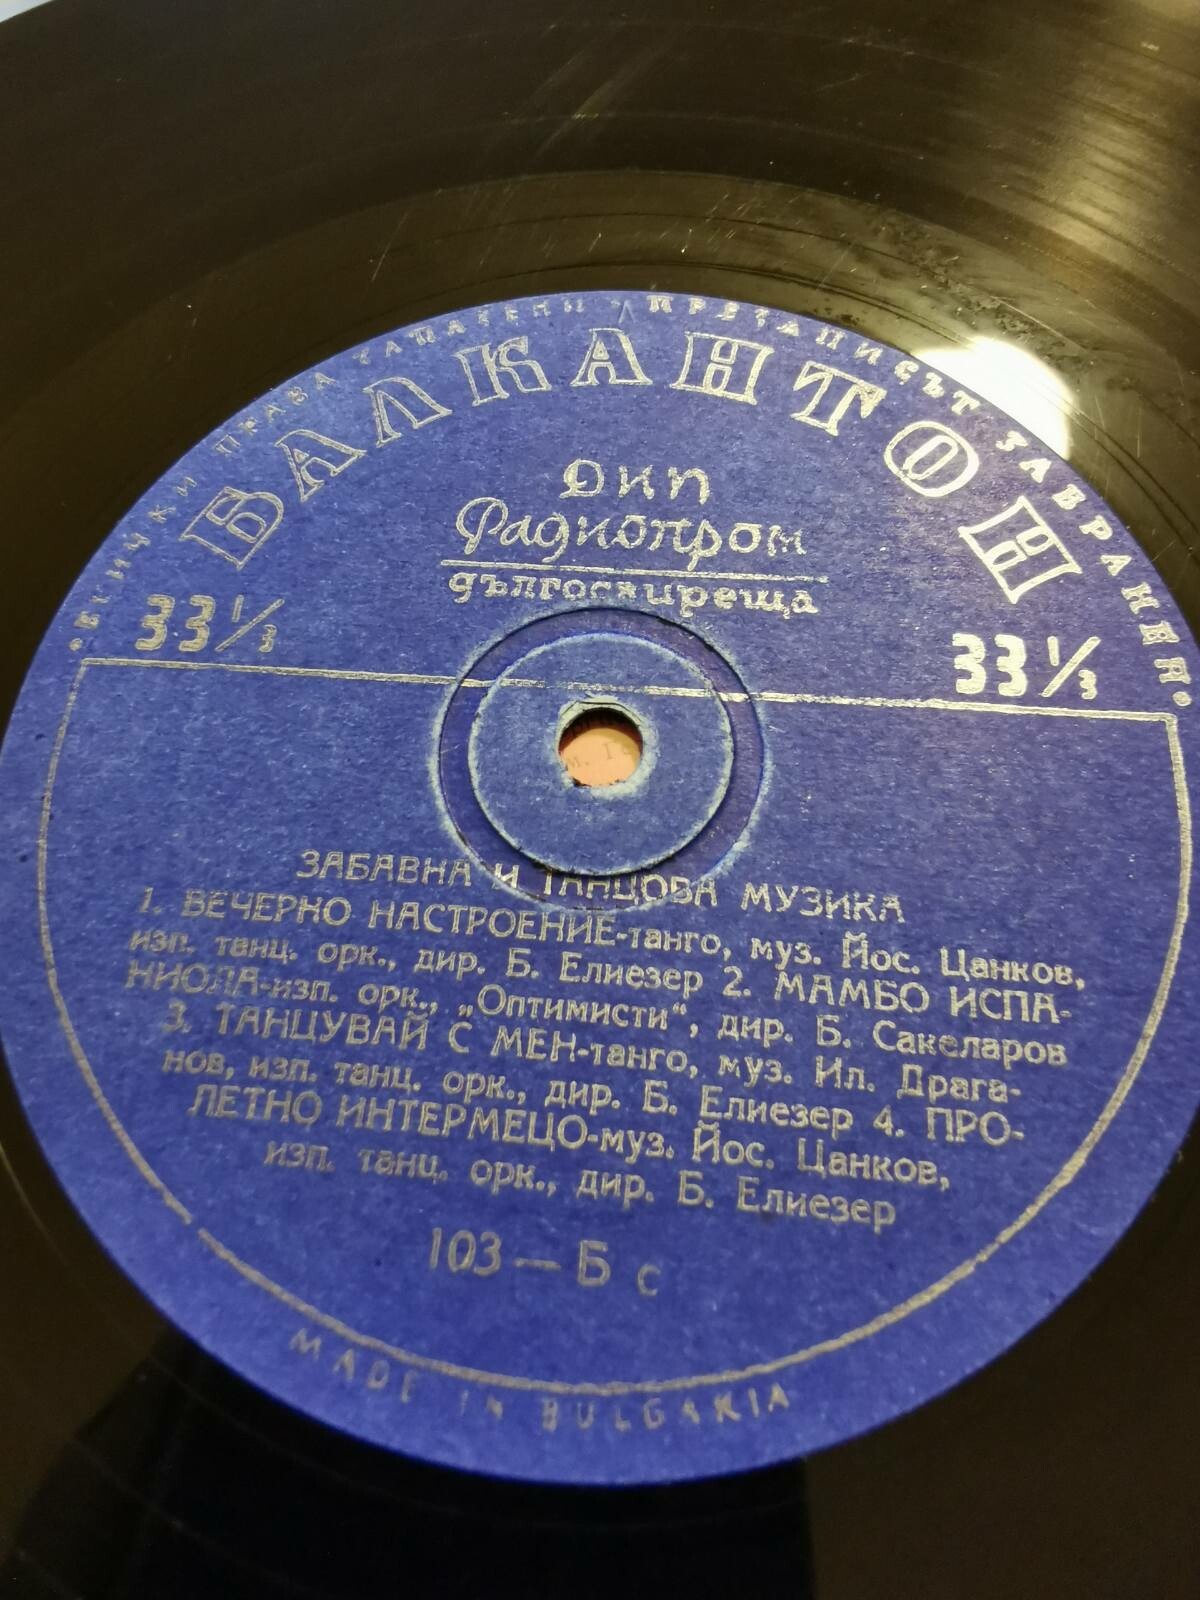 •ВСИЧКИ ПРАВА ЗАПАЗЕНИ • ПРЕЗАПИСЪТ ЗАБРАНЕН•
БАЛКАНТОН
ДИП
Радиопром
дългосвиреща
33⅓ 33⅓
ЗАБАВНА И ТАНЦОВА МУЗИКА
1. ВЕЧЕРНО НАСТРОЕНИЕ-танго, муз. Йос. Цанков,
изп. танц. орк., дир. Б. Елиезер 2. МАМБО ИСПА-
НИОЛА-изп. орк., „Оптимисти“, дир. Б. Сакеларов
3. ТАНЦУВАЙ С МЕН-танго, муз. Ил. Драга-
нов, изп. танц. орк., дир. Б. Елиезер 4. ПРО-
ЛЕТНО ИНТЕРМЕЦО-муз. Йос. Цанков,
изп. танц. орк., дир. Б. Елиезер
103 — Б с
MADE IN BULGARIA